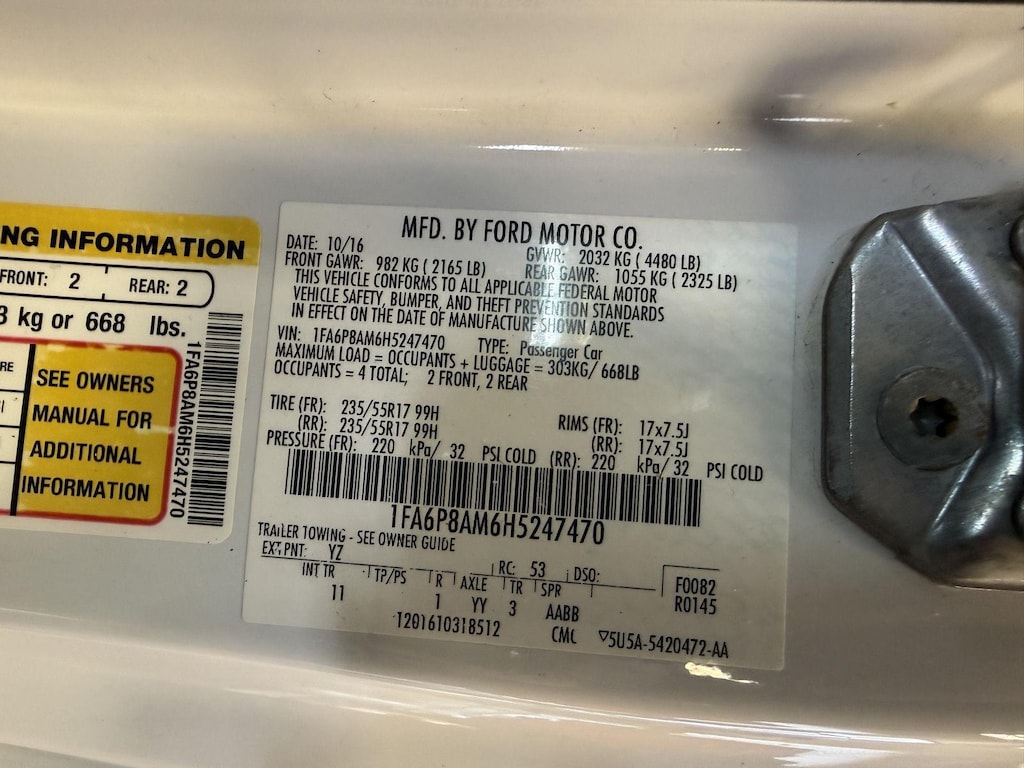 NG INFORMATION
FRONT: 2 REAR: 2
kg or 668 lbs.
SEE OWNERS
MANUAL FOR
ADDITIONAL
INFORMATION
1FA6P8AM6H5247470
MFD. BY FORD MOTOR CO.
DATE: 10/16 GVWR: 2032 KG ( 4480 LB)
FRONT GAWR: 982 KG ( 2165 LB) REAR GAWR: 1055 KG ( 2325 LB)
THIS VEHICLE CONFORMS TO ALL APPLICABLE FEDERAL MOTOR
VEHICLE SAFETY, BUMPER, AND THEFT PREVENTION STANDARDS
IN EFFECT ON THE DATE OF MANUFACTURE SHOWN ABOVE.
VIN: 1FA6P8AM6H5247470 TYPE: Passenger Car
MAXIMUM LOAD = OCCUPANTS + LUGGAGE = 303KG/ 668LB
OCCUPANTS = 4 TOTAL; 2 FRONT, 2 REAR
TIRE (FR): 235/55R17 99H RIMS (FR): 17x7.5J
(RR): 235/55R17 99H (RR): 17x7.5J
PRESSURE (FR): 220 kPa/ 32 PSI COLD (RR): 220 kPa/ 32 PSI COLD
1FA6P8AM6H5247470
TRAILER TOWING - SEE OWNER GUIDE
EXT PNT: YZ RC: 53 DSO:
INT TR TP/PS R AXLE TR SPR F0082
11 1 YY 3 AABB R0145
T201610318512 CMC ▽5U5A-5420472-AA